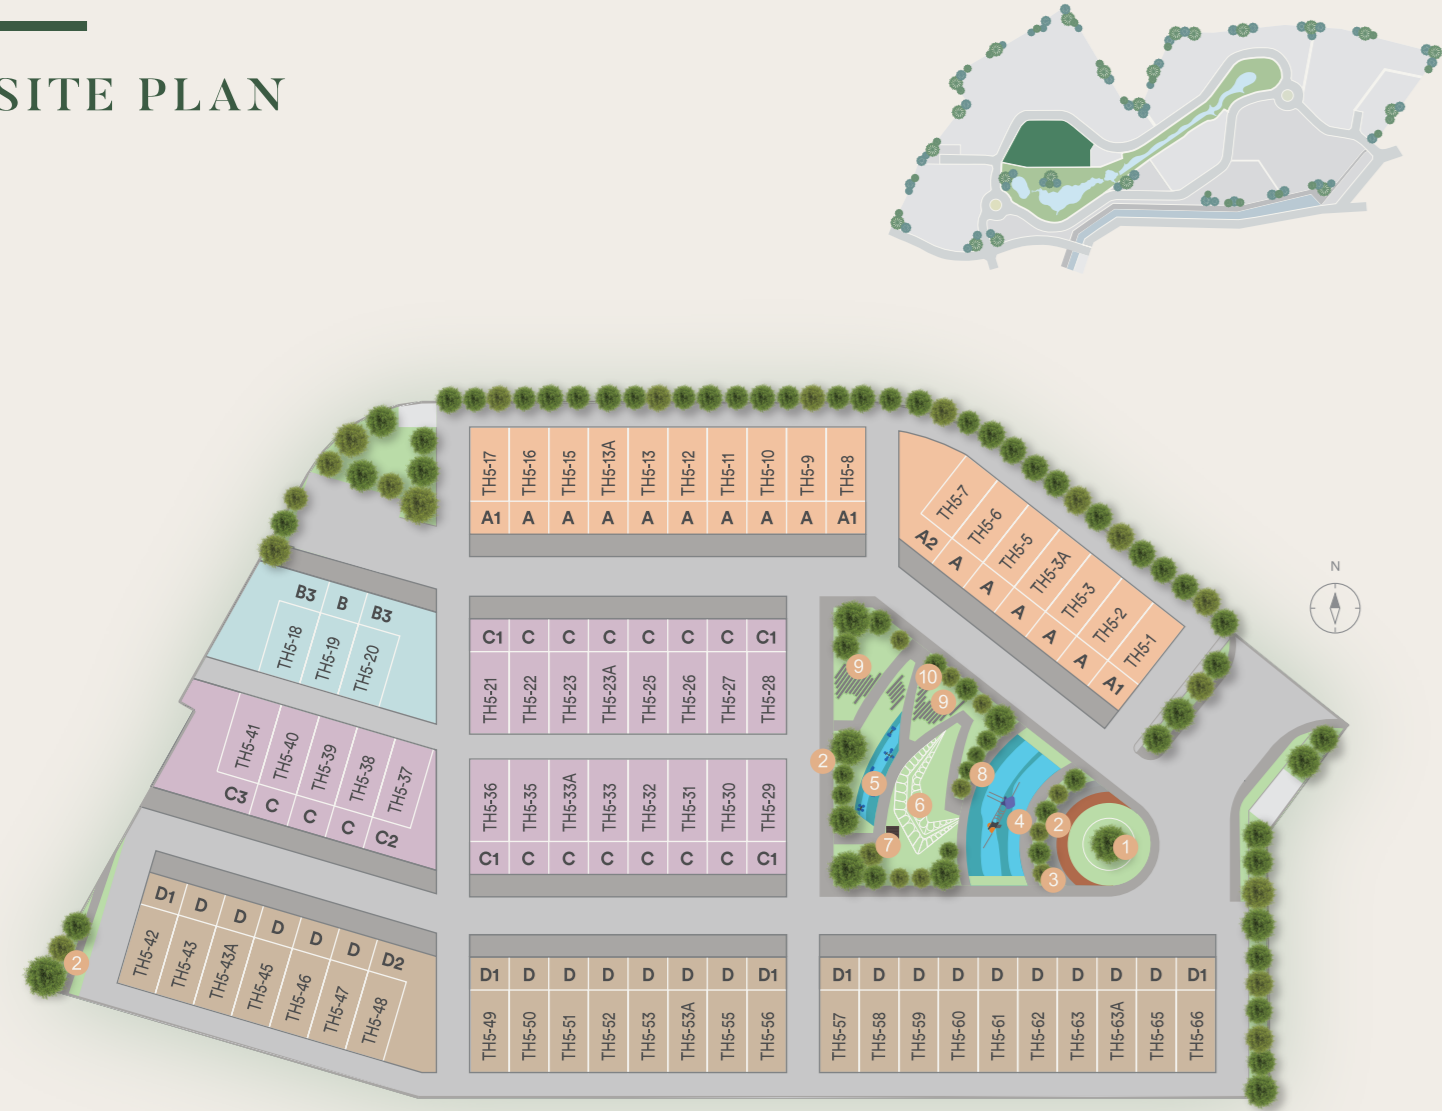 SITE PLAN
N
TH5-17 TH5-16 TH5-15 TH5-13A TH5-13 TH5-12 TH5-11 TH5-10 TH5-9 TH5-8
A1 A A A A A A A A A1
TH5-7 TH5-6 TH5-5 TH5-3A TH5-3 TH5-2 TH5-1
A2 A A A A A A1
B3 B B3
TH5-18 TH5-19 TH5-20
C1 C C C C C C C1
TH5-21 TH5-22 TH5-23 TH5-23A TH5-25 TH5-26 TH5-27 TH5-28
TH5-41 TH5-40 TH5-39 TH5-38 TH5-37
C3 C C C C2
TH5-36 TH5-35 TH5-33A TH5-33 TH5-32 TH5-31 TH5-30 TH5-29
C1 C C C C C C C1
9
10
9
2
5
8
6
4
2
7
1
3
D1 D D D D D D2
TH5-42 TH5-43 TH5-43A TH5-45 TH5-46 TH5-47 TH5-48
2
D1 D D D D D D D1
TH5-49 TH5-50 TH5-51 TH5-52 TH5-53 TH5-53A TH5-55 TH5-56
D1 D D D D D D D D D1
TH5-57 TH5-58 TH5-59 TH5-60 TH5-61 TH5-62 TH5-63 TH5-63A TH5-65 TH5-66